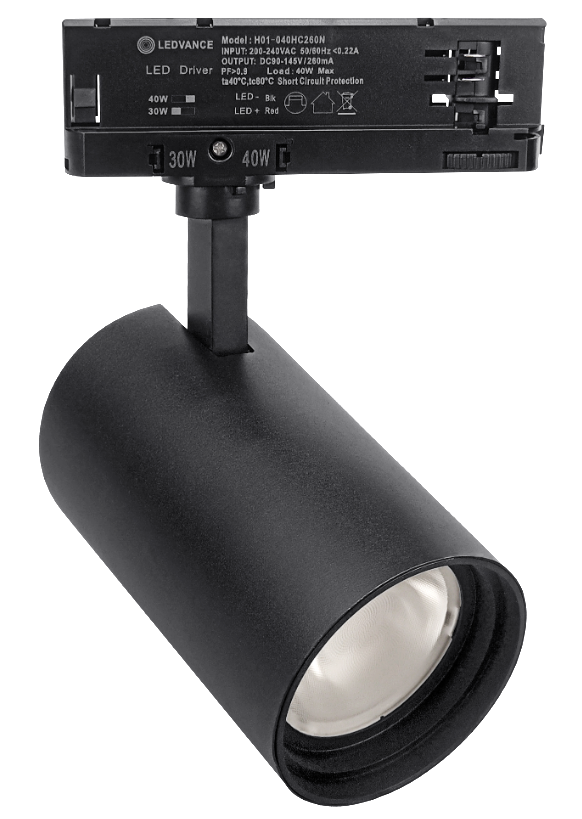 LEDVANCE
LED Driver
Model: H01-040HC260N
INPUT: 200-240VAC 50/60Hz <0.22A
OUTPUT: DC90-145V/260mA
PF>0.9 Load: 40W Max
ta40°C,tc80°C Short Circuit Protection
40W
30W
LED - Blk
LED + Red
30W 40W